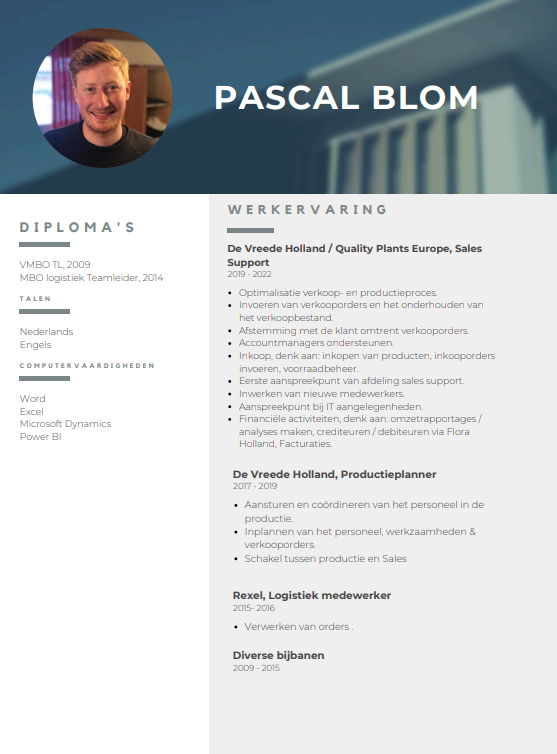 PASCAL BLOM
DIPLOMA'S
VMBO TL, 2009
MBO logistiek Teamleider, 2014
TALEN
Nederlands
Engels
COMPUTERVAARDIGHEDEN
Word
Excel
Microsoft Dynamics
Power BI
WERKERVARING
De Vreede Holland / Quality Plants Europe, Sales
Support
2019 - 2022
• Optimalisatie verkoop- en productieproces.
• Invoeren van verkooporders en het onderhouden van
het verkoopbestand.
• Afstemming met de klant omtrent verkooporders.
• Accountmanagers ondersteunen.
• Inkoop, denk aan: inkopen van producten, inkooporders
invoeren, voorraadbeheer.
• Eerste aanspreekpunt van afdeling sales support.
• Inwerken van nieuwe medewerkers.
• Aanspreekpunt bij IT aangelegenheden.
• Financiële activiteiten, denk aan: omzetrapportages /
analyses maken, crediteuren / debiteuren via Flora
Holland, Facturaties.
De Vreede Holland, Productieplanner
2017 - 2019
• Aansturen en coördineren van het personeel in de
productie.
• Inplannen van het personeel, werkzaamheden &
verkooporders.
• Schakel tussen productie en Sales
Rexel, Logistiek medewerker
2015- 2016
• Verwerken van orders .
Diverse bijbanen
2009 - 2015